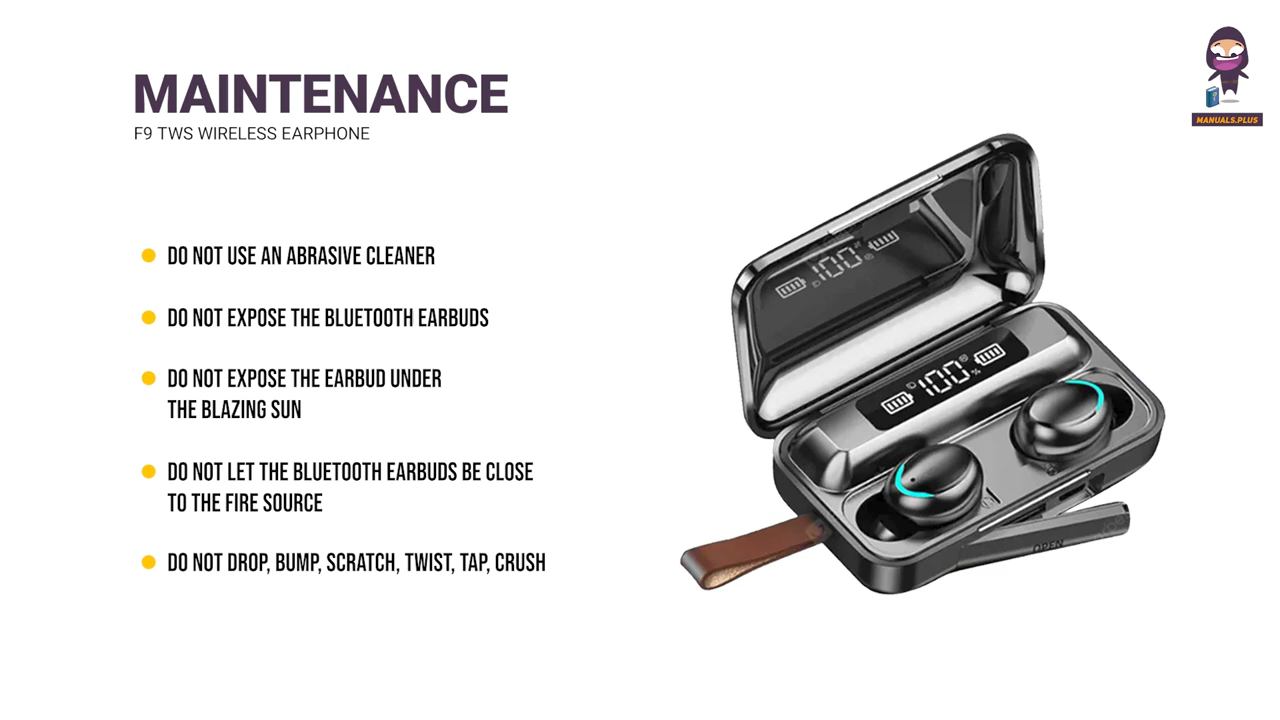 MAINTENANCE
F9 TWS WIRELESS EARPHONE
DO NOT USE AN ABRASIVE CLEANER
DO NOT EXPOSE THE BLUETOOTH EARBUDS
DO NOT EXPOSE THE EARBUD UNDER
THE BLAZING SUN
DO NOT LET THE BLUETOOTH EARBUDS BE CLOSE
TO THE FIRE SOURCE
DO NOT DROP, BUMP, SCRATCH, TWIST, TAP, CRUSH
MANUALS.PLUS
100
100%
OPEN